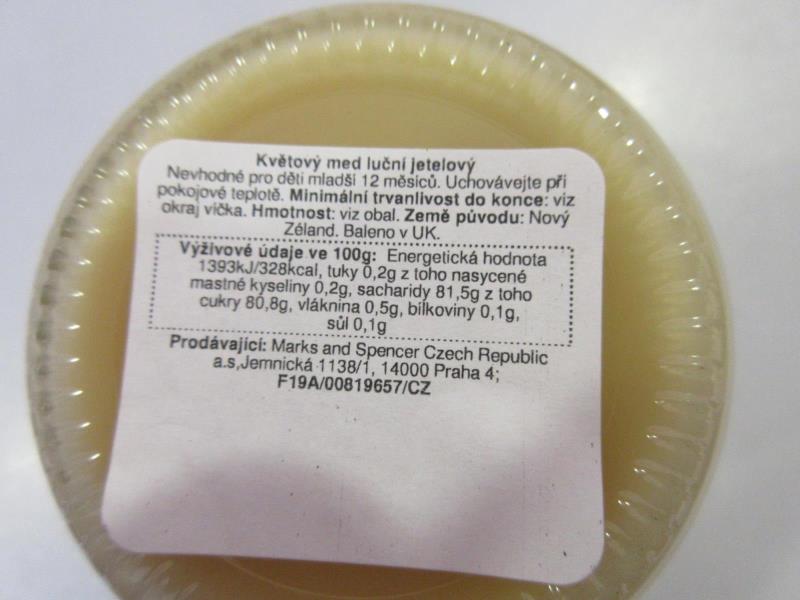 Květový med luční jetelový
Nevhodné pro děti mladší 12 měsíců. Uchovávejte při
pokojové teplotě. Minimální trvanlivost do konce: viz
okraj víčka. Hmotnost: viz obal. Země původu: Nový
Zéland. Baleno v UK.
Výživové údaje ve 100g: Energetická hodnota
1393kJ/328kcal, tuky 0,2g z toho nasycené
mastné kyseliny 0,2g, sacharidy 81,5g z toho
cukry 80,8g, vláknina 0,5g, bílkoviny 0,1g,
sůl 0,1g
Prodávající: Marks and Spencer Czech Republic
a.s,Jemnická 1138/1, 14000 Praha 4;
F19A/00819657/CZ